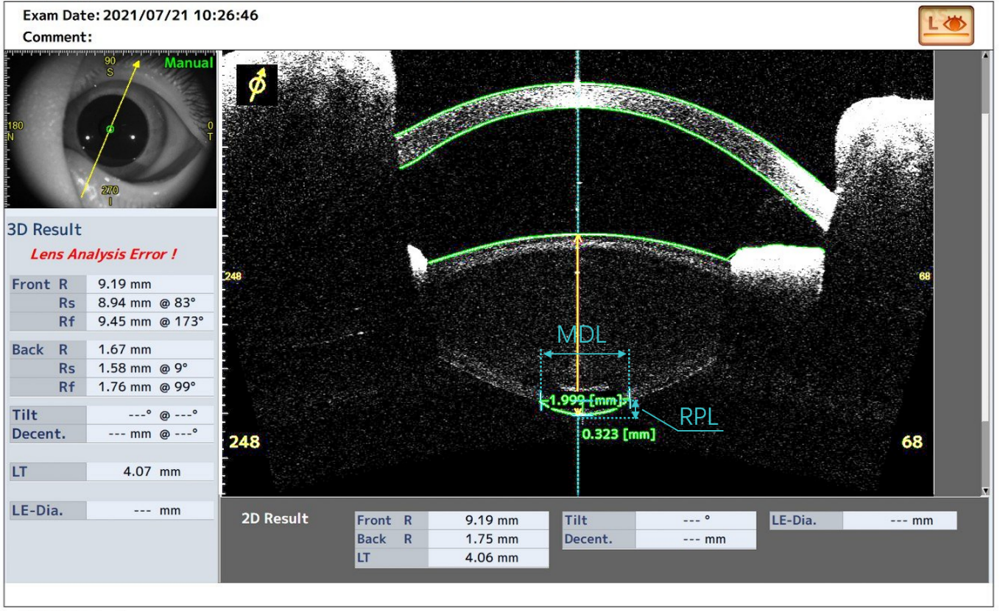 Exam Date: 2021/07/21 10:26:46
Comment:
L
90
S
Manual
180
N
0
T
270
I
3D Result
Lens Analysis Error !
Front R 9.19 mm
Rs 8.94 mm @ 83°
Rf 9.45 mm @ 173°
Back R 1.67 mm
Rs 1.58 mm @ 9°
Rf 1.76 mm @ 99°
Tilt ---° @ ---°
Decent. --- mm @ ---°
LT 4.07 mm
LE-Dia. --- mm
248
68
MDL
1.999 [mm]
RPL
0.323 [mm]
248
68
2D Result
Front R 9.19 mm
Back R 1.75 mm
LT 4.06 mm
Tilt --- °
Decent. --- mm
LE-Dia. --- mm